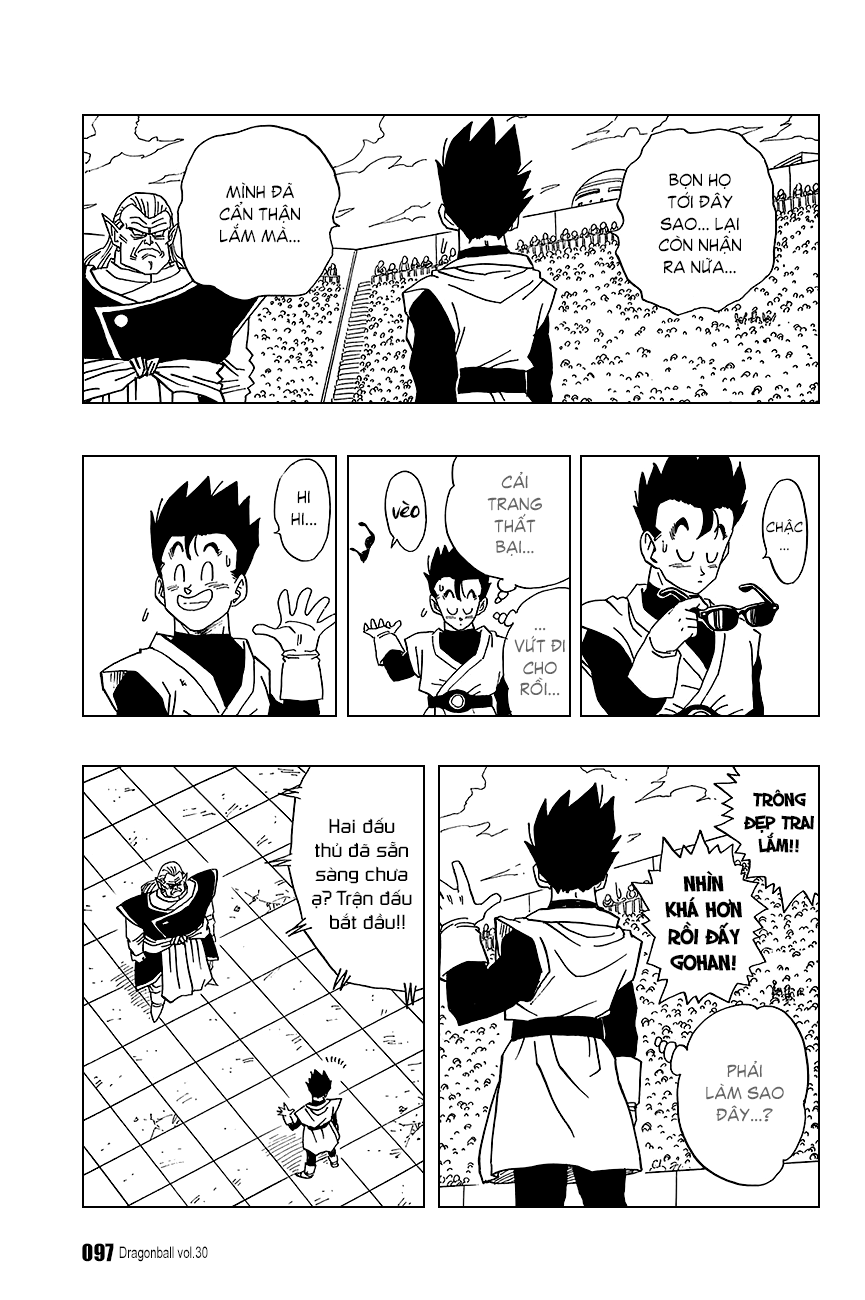 BỌN HỌ
TỚI ĐÂY
SAO... LẠI
CÒN NHẬN
RA NỮA...
MÌNH ĐÃ
CẨN THẬN
LẮM MÀ...
CHẬC
...
CẢI
TRANG
THẤT
BẠI...
...
VỨT ĐI
CHO
RỒI...
VÈO
HI
HI...
TRÔNG
ĐẸP TRAI
LẮM!!
NHÌN
KHÁ HƠN
RỒI ĐẤY
GOHAN!
PHẢI
LÀM SAO
ĐÂY...?
Hai đấu
thủ đã sẵn
sàng chưa
ạ? Trận đấu
bắt đầu!!
097 Dragonball vol.30